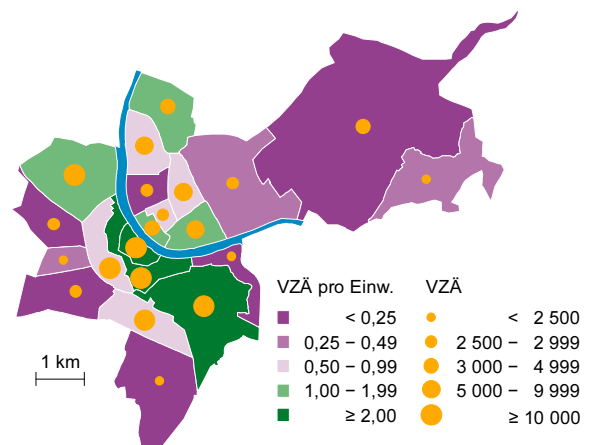 VZÄ pro Einw.
< 0,25
0,25 – 0,49
0,50 – 0,99
1,00 – 1,99
≥ 2,00
VZÄ
< 2 500
2 500 – 2 999
3 000 – 4 999
5 000 – 9 999
≥ 10 000
1 km